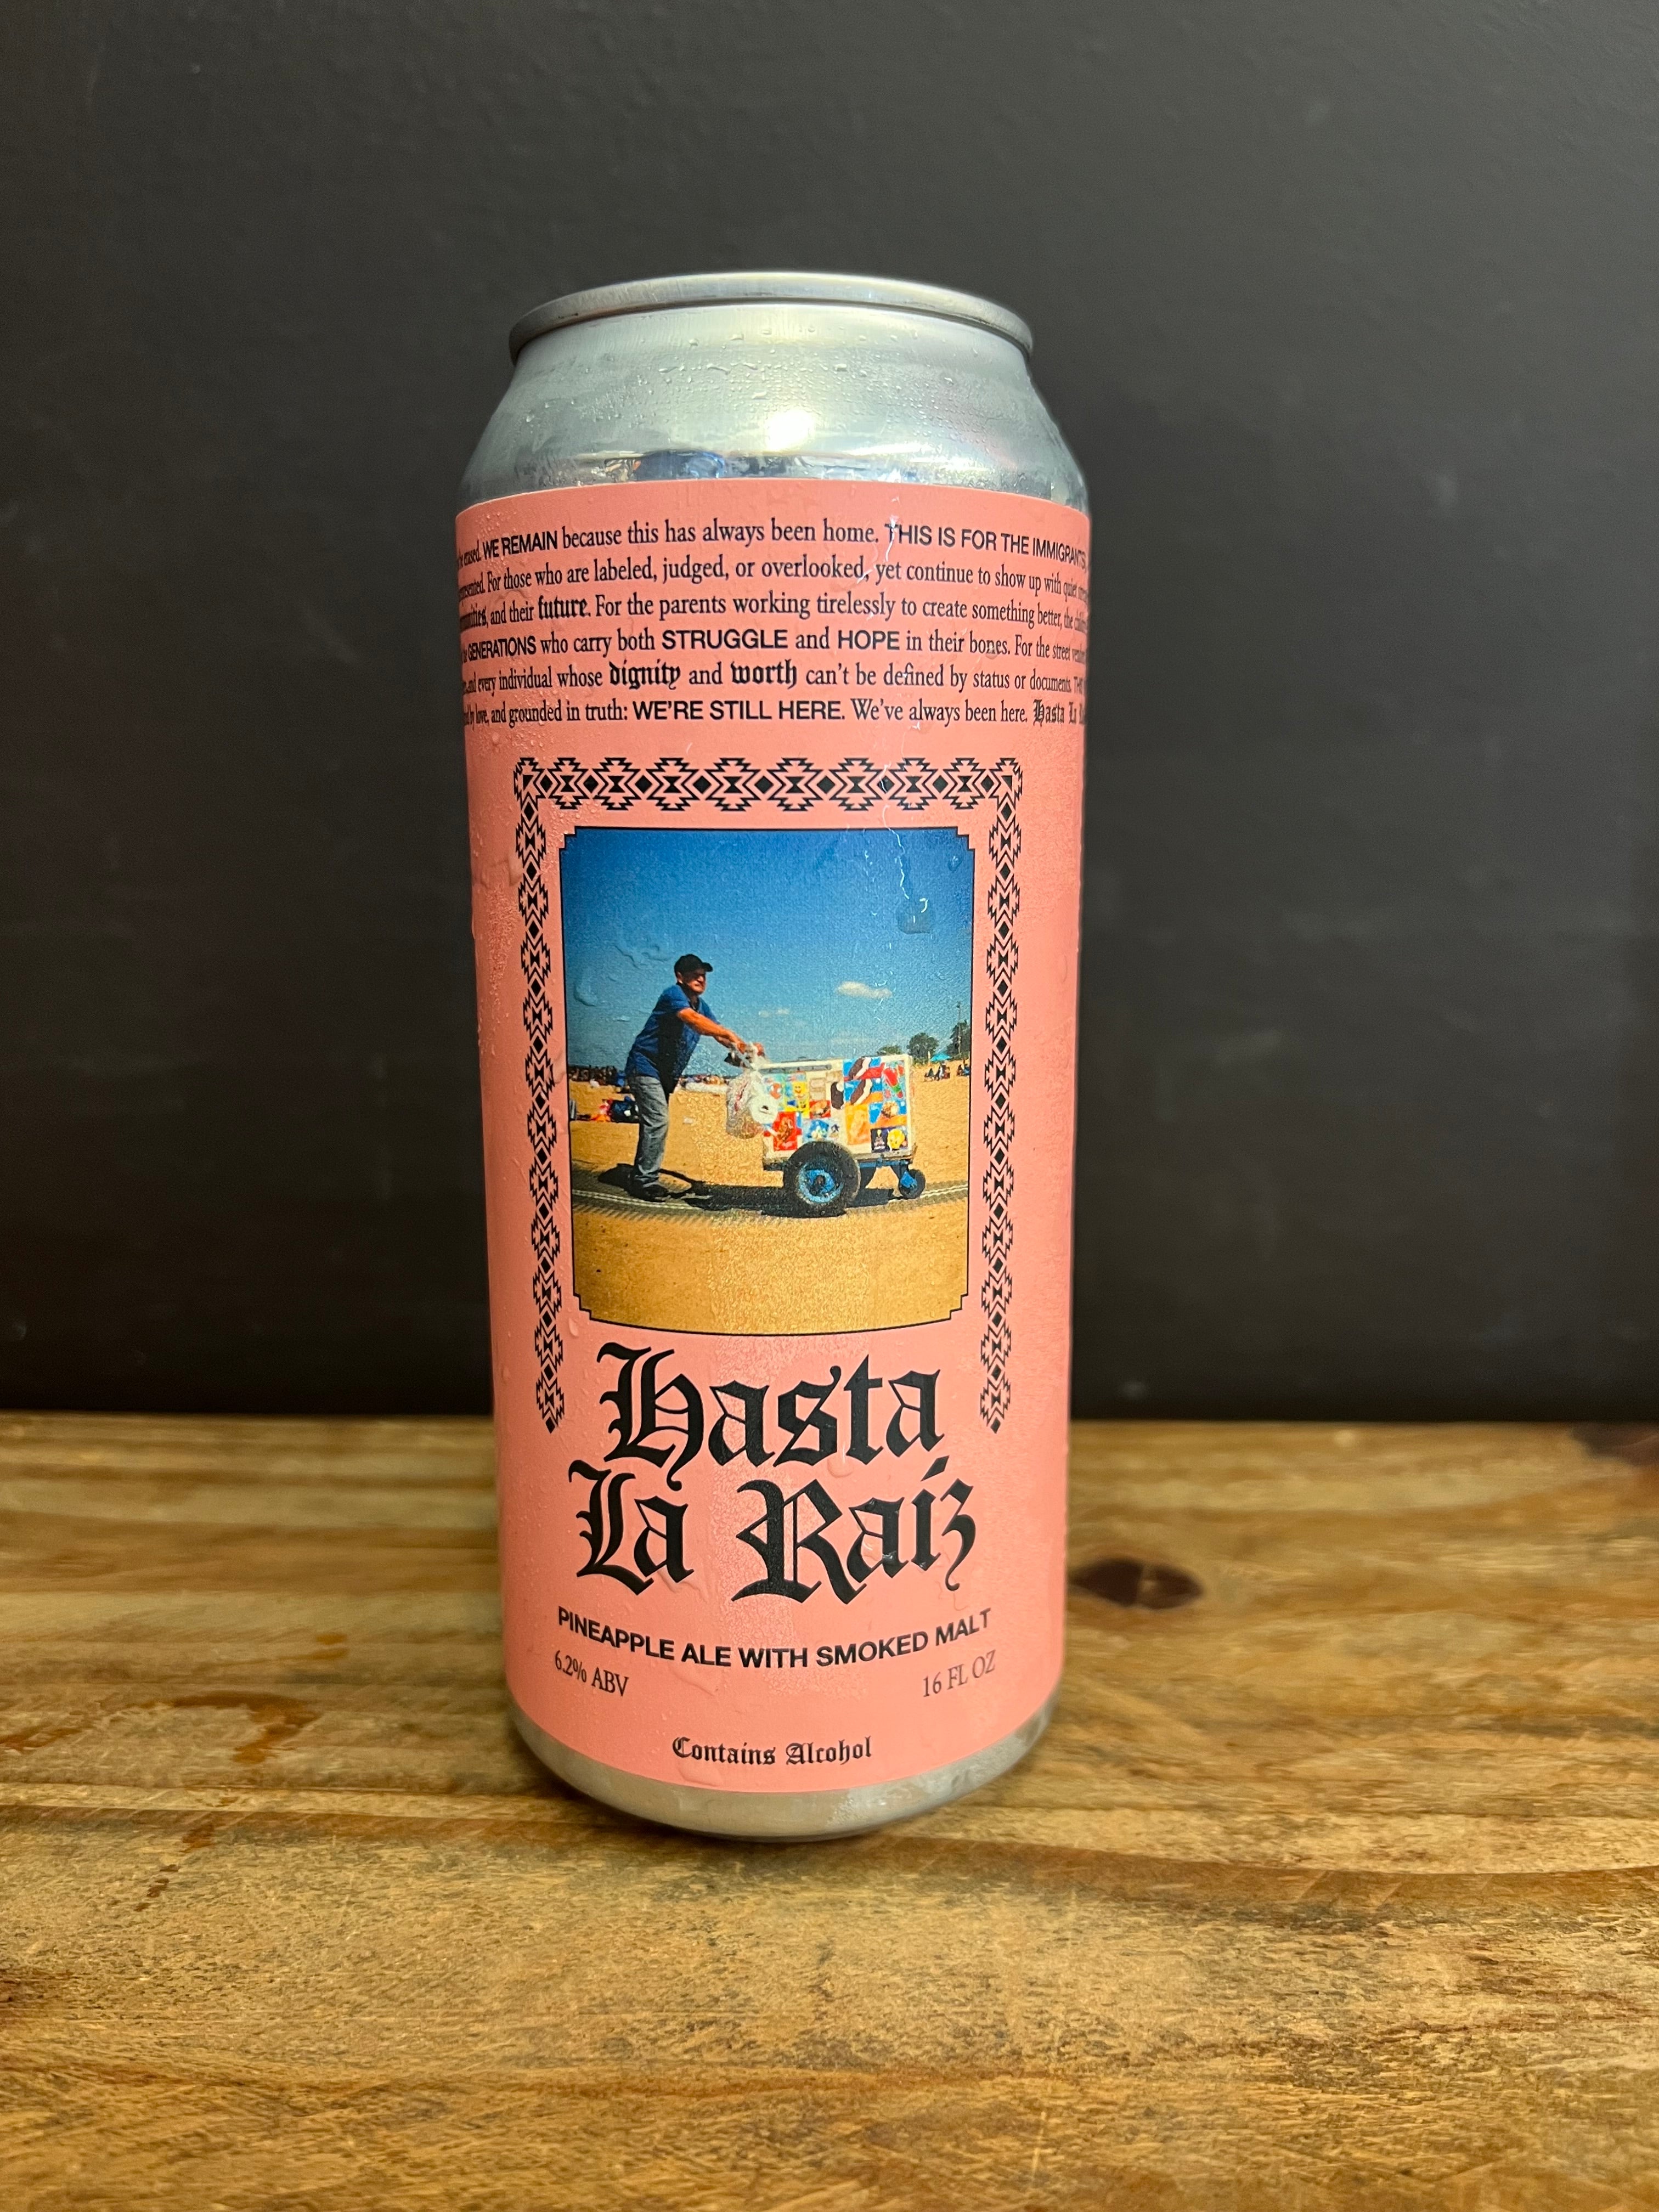 WE REMAIN because this has always been home. THIS IS FOR THE IMMIGRANTS,
For those who are labeled, judged, or overlooked, yet continue to show up with quiet
and their future. For the parents working tirelessly to create something better, the
GENERATIONS who carry both STRUGGLE and HOPE in their bones. For the street
and every individual whose dignity and worth can't be defined by status or documents.
by love, and grounded in truth: WE'RE STILL HERE. We've always been here. Hasta La
Hasta
La Raíz
PINEAPPLE ALE WITH SMOKED MALT
6.2% ABV
16 FL OZ
Contains Alcohol